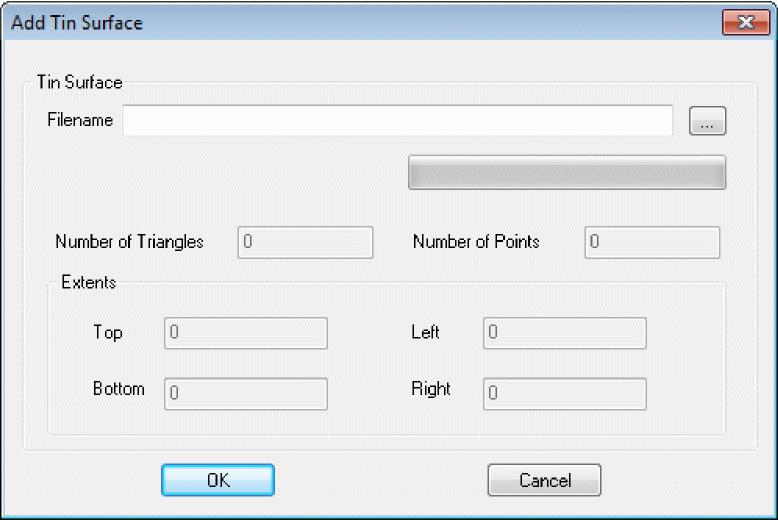 Add Tin Surface
Tin Surface
Filename
...
Number of Triangles 0 Number of Points 0
Extents
Top 0 Left 0
Bottom 0 Right 0
OK Cancel